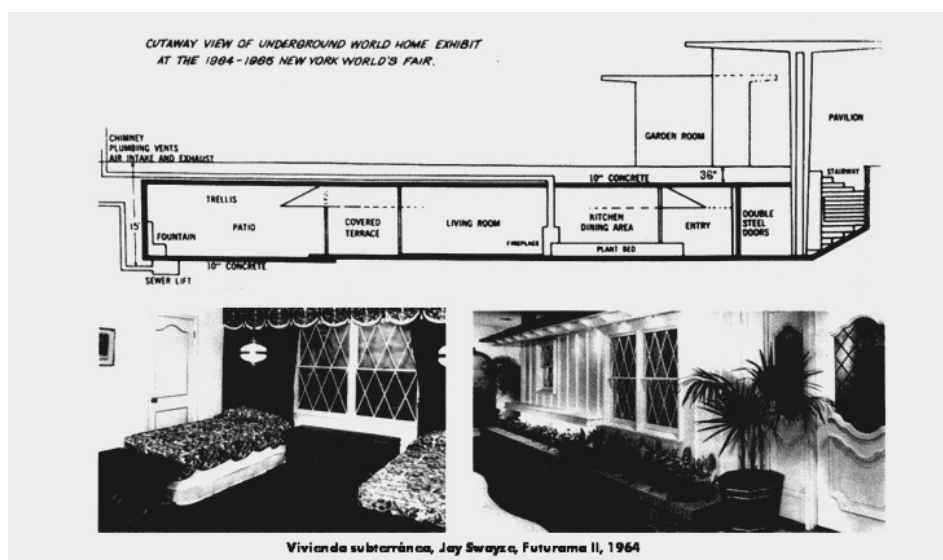 CUTAWAY VIEW OF UNDERGROUND WORLD HOME EXHIBIT
AT THE 1964-1965 NEW YORK WORLD'S FAIR.
PAVILION
GARDEN ROOM
CHIMNEY
PLUMBING VENTS
AIR INTAKE AND EXHAUST
STAIRWAY
10" CONCRETE
36"
TRELLIS
15'
FOUNTAIN
PATIO
COVERED
TERRACE
LIVING ROOM
FIREPLACE
KITCHEN
DINING AREA
PLANT BED
ENTRY
DOUBLE
STEEL
DOORS
10" CONCRETE
SEWER LIFT
Vivienda subterránea, Jay Swayze, Futurama II, 1964